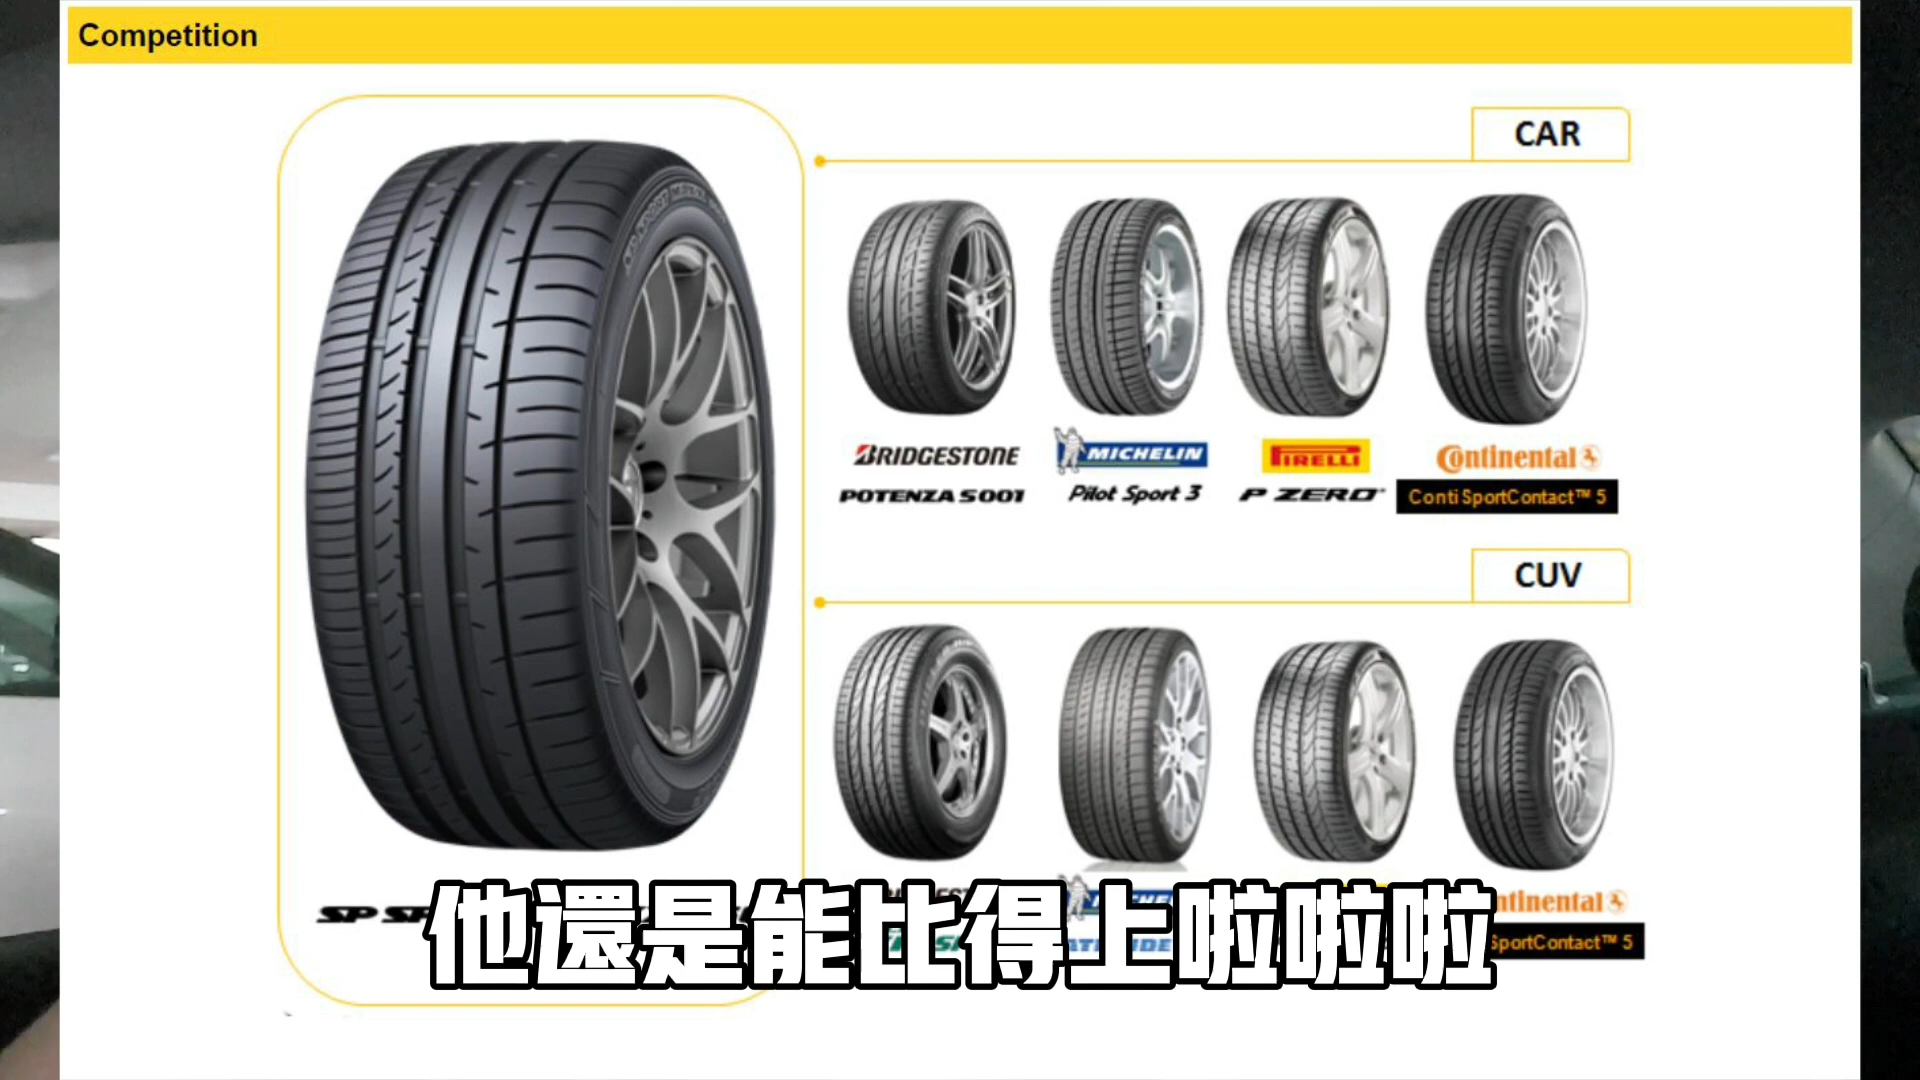 Competition
CAR
BRIDGESTONE
POTENZA S001
MICHELIN
Pilot Sport 3
PIRELLI
P ZERO
Continental
ContiSportContact™ 5
CUV
SP
他還是能比得上啦啦啦
SportContact™ 5